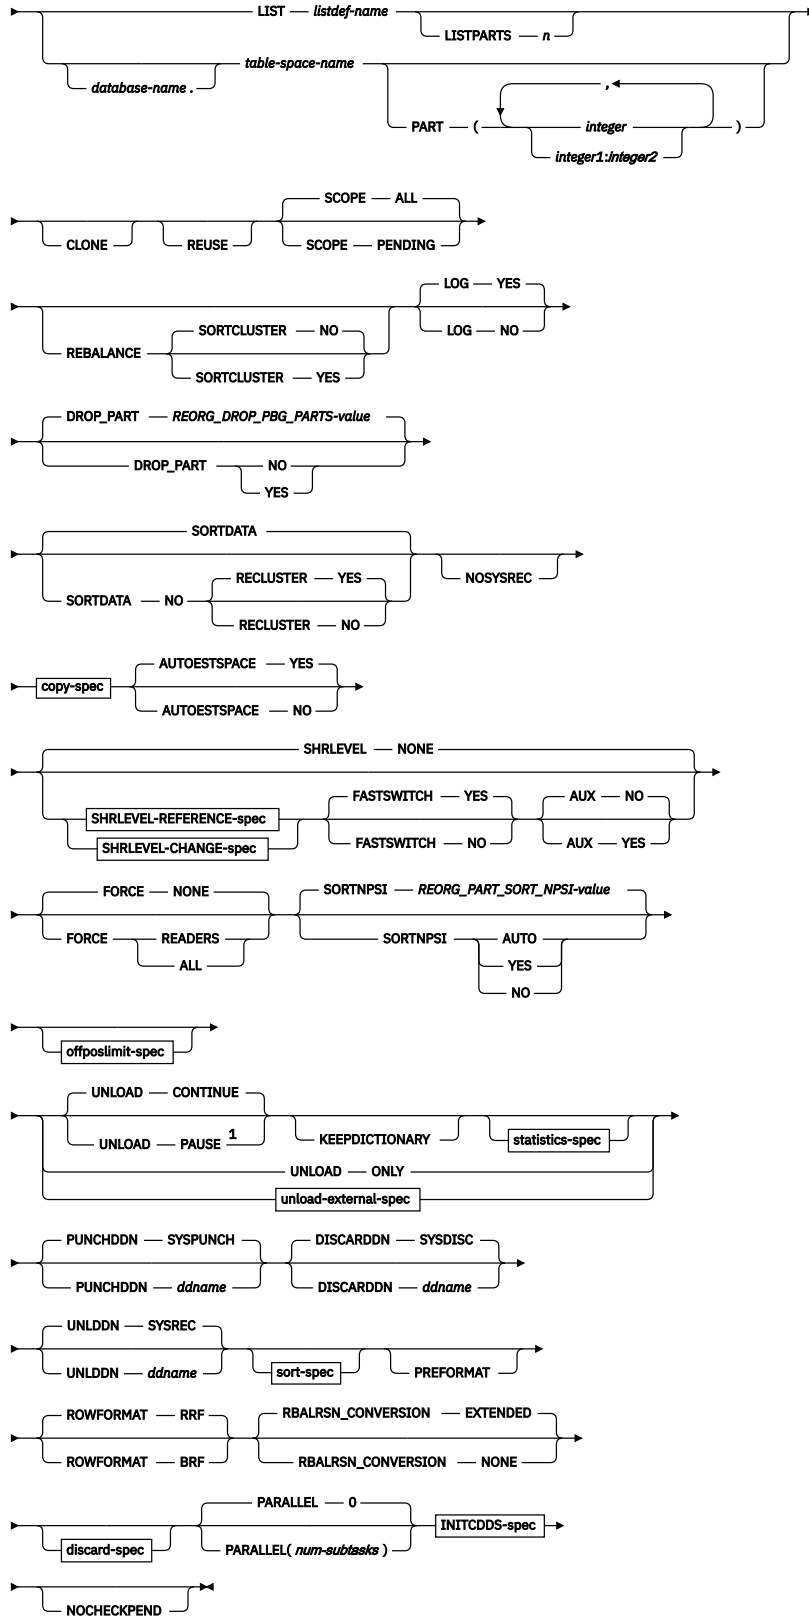 LIST listdef-name
LISTPARTS n
table-space-name
database-name .
,
PART ( integer )
integer1:integer2
SCOPE ALL
CLONE REUSE SCOPE PENDING
LOG YES
SORTCLUSTER NO LOG NO
REBALANCE
SORTCLUSTER YES
DROP_PART REORG_DROP_PBG_PARTS-value
DROP_PART NO
YES
SORTDATA
RECLUSTER YES NOSYSREC
SORTDATA NO
RECLUSTER NO
AUTOESTSPACE YES
copy-spec
AUTOESTSPACE NO
SHRLEVEL NONE
FASTSWITCH YES AUX NO
SHRLEVEL-REFERENCE-spec
FASTSWITCH NO AUX YES
SHRLEVEL-CHANGE-spec
FORCE NONE SORTNPSI REORG_PART_SORT_NPSI-value
FORCE READERS SORTNPSI AUTO
ALL YES
NO
offposlimit-spec
UNLOAD CONTINUE
UNLOAD PAUSE 1 KEEPDICTIONARY statistics-spec
UNLOAD ONLY
unload-external-spec
PUNCHDDN SYSPUNCH DISCARDDN SYSDISC
PUNCHDDN ddname DISCARDDN ddname
UNLDDN SYSREC
UNLDDN ddname sort-spec PREFORMAT
ROWFORMAT RRF RBALRSN_CONVERSION EXTENDED
ROWFORMAT BRF RBALRSN_CONVERSION NONE
PARALLEL 0
INITCDDS-spec
discard-spec PARALLEL( num-subtasks )
NOCHECKPEND